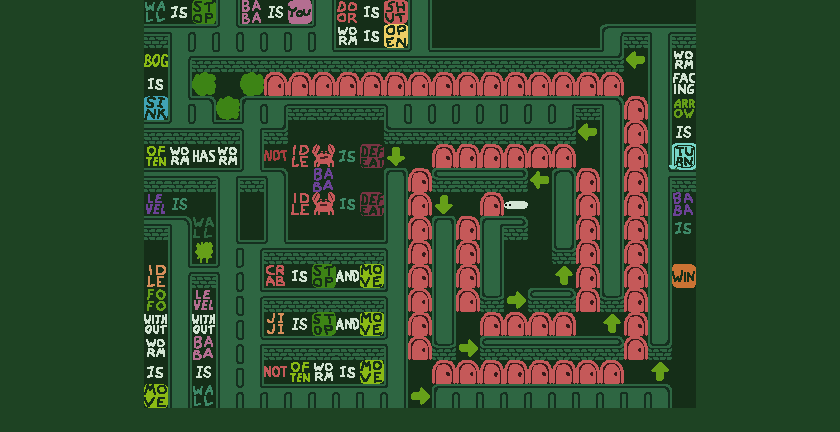 WALL IS STOP
BABA IS YOU
DOOR IS SHUT
WORM IS OPEN
BOG IS SINK
WORM FACING ARROW IS TURN
OFTEN WORM HAS WORM
NOT IDLE IS DEFEAT
BABA
IDLE IS DEFEAT
LEVEL IS
WALL
BABA IS
WIN
CRAB IS STOP AND MOVE
JIJI IS STOP AND MOVE
NOT OFTEN WORM IS MOVE
IDLE FOFO WITHOUT WORM IS MOVE
LEVEL WITHOUT BABA IS WALL